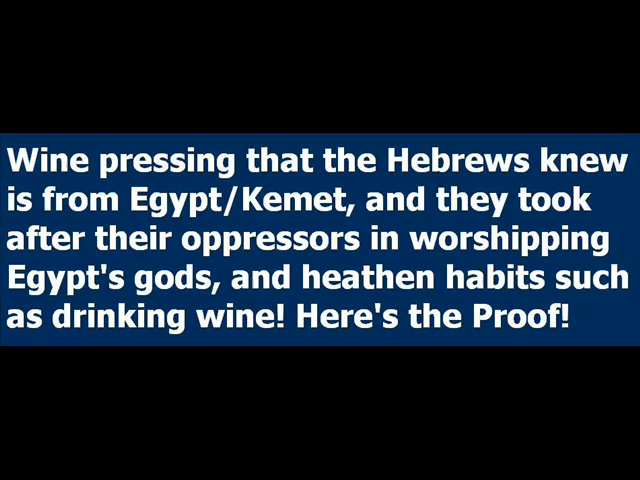 Wine pressing that the Hebrews knew
is from Egypt/Kemet, and they took
after their oppressors in worshipping
Egypt's gods, and heathen habits such
as drinking wine! Here's the Proof!